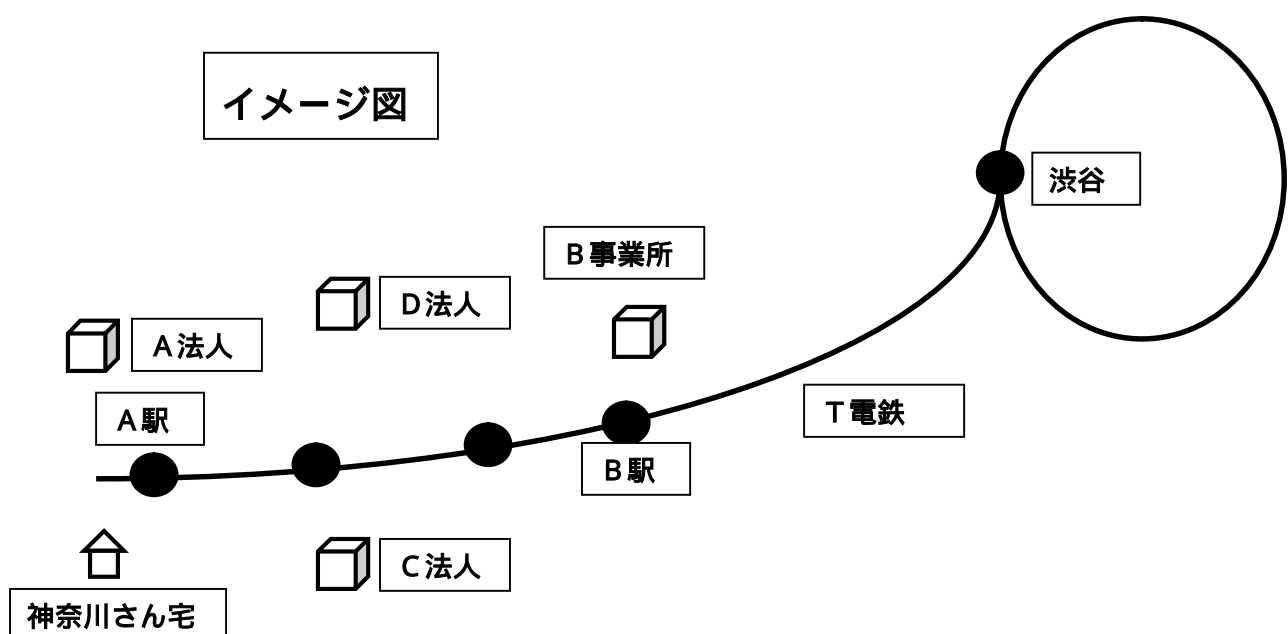 イメージ図
渋谷
B事業所
D法人
A法人
T電鉄
A駅
B駅
C法人
神奈川さん宅